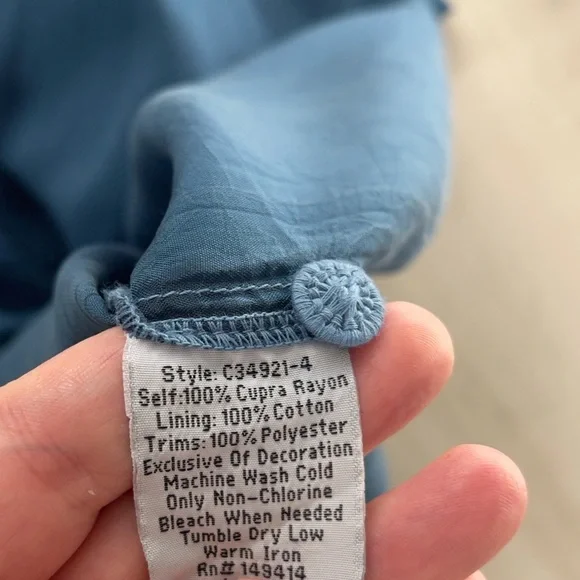 Style: C34921-4
Self:100% Cupra Rayon
Lining: 100% Cotton
Trims: 100% Polyester
Exclusive Of Decoration
Machine Wash Cold
Only Non-Chlorine
Bleach When Needed
Tumble Dry Low
Warm Iron
Rn# 149414